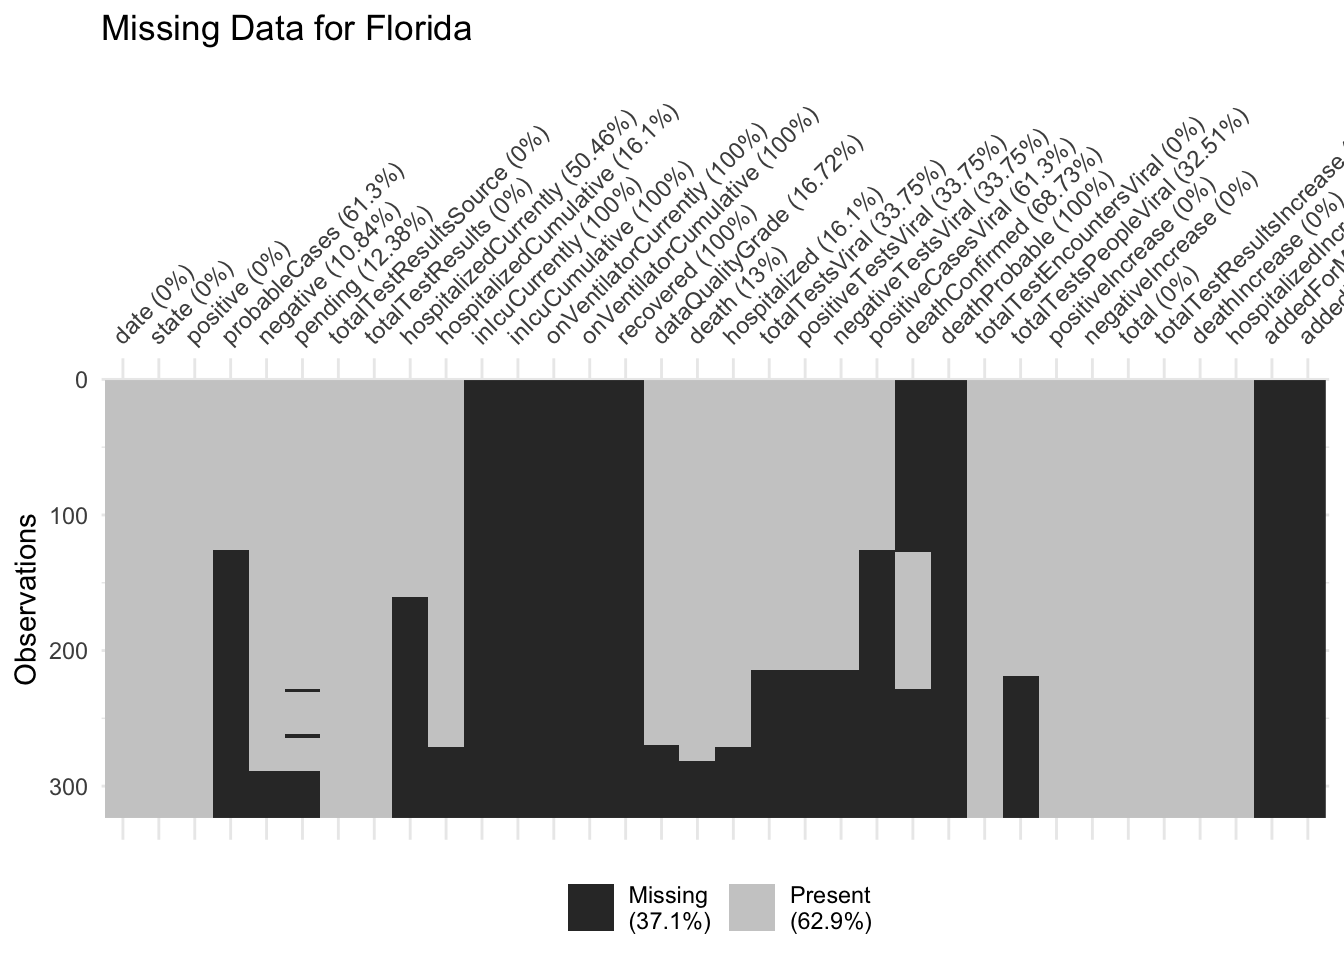 Missing Data for Florida
date (0%)
state (0%)
positive (0%)
probableCases (61.3%)
negative (10.84%)
pending (12.38%)
totalTestResultsSource (0%)
totalTestResults (0%)
hospitalizedCurrently (50.46%)
hospitalizedCumulative (16.1%)
inIcuCurrently (100%)
inIcuCumulative (100%)
onVentilatorCurrently (100%)
onVentilatorCumulative (100%)
recovered (100%)
dataQualityGrade (16.72%)
death (13%)
hospitalized (16.1%)
totalTestsViral (33.75%)
positiveTestsViral (33.75%)
negativeTestsViral (33.75%)
positiveCasesViral (61.3%)
deathConfirmed (68.73%)
deathProbable (100%)
totalTestEncountersViral (0%)
totalTestsPeopleViral (32.51%)
positiveIncrease (0%)
negativeIncrease (0%)
total (0%)
totalTestResultsIncrease
deathIncrease (0%)
0
100
200
300
Observations
Missing
(37.1%)
Present
(62.9%)